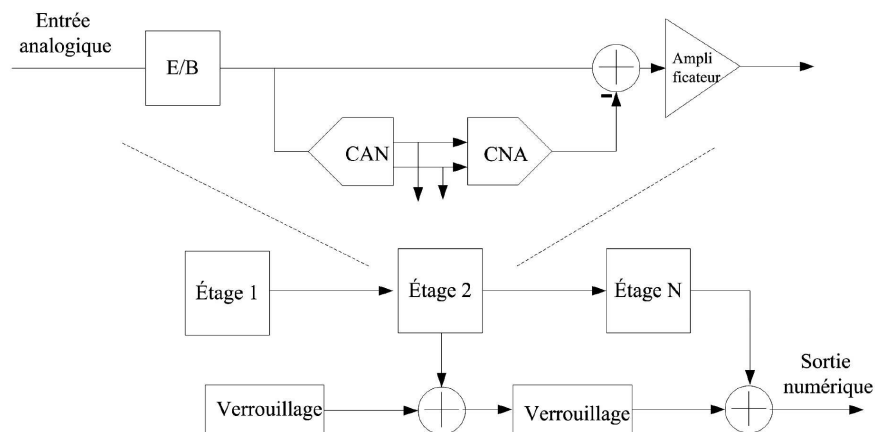 Entrée
analogique
E/B
Ampli
ficateur
CAN
CNA
Étage 1
Étage 2
Étage N
Sortie
numérique
Verrouillage
Verrouillage